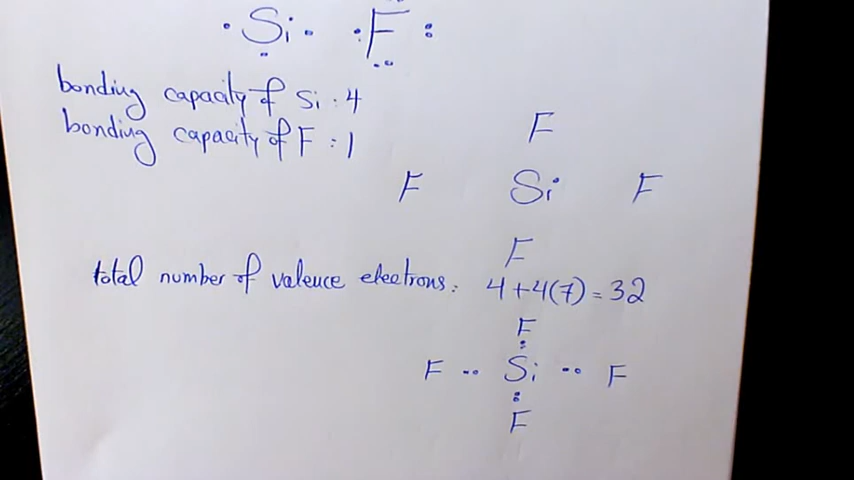 Si F
bonding capacity of Si : 4
bonding capacity of F : 1
F
F Si F
F
total number of valence electrons: 4+4(7)=32
F
F Si F
F